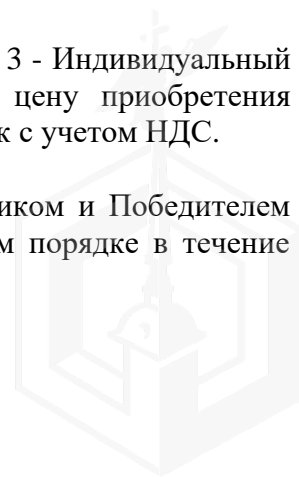 3 - Индивидуальный
цену приобретения
к с учетом НДС.
иком и Победителем
м порядке в течение